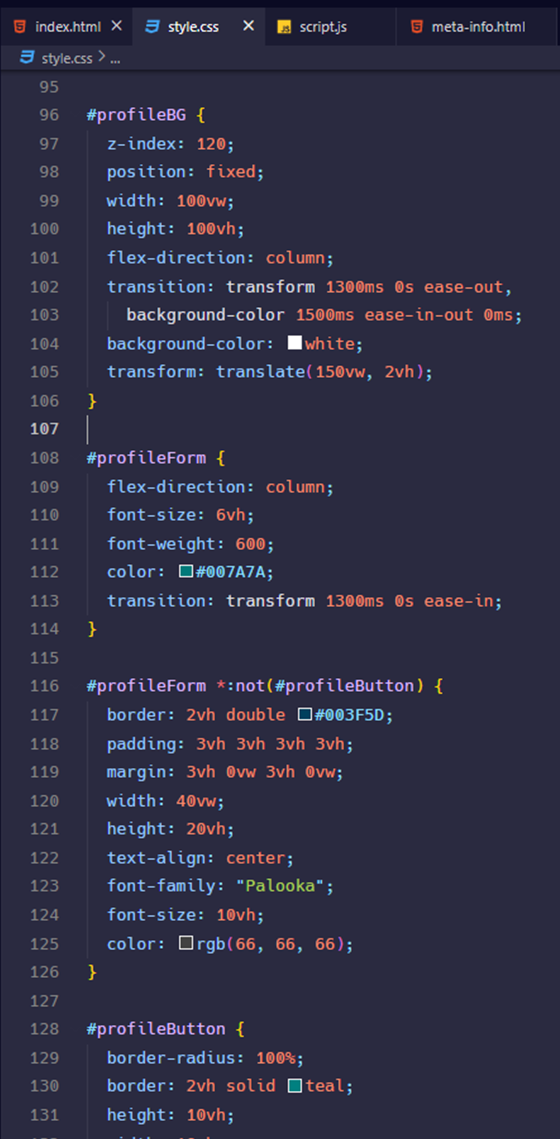 index.html
style.css
script.js
meta-info.html
style.css > ...
95
96 #profileBG {
97 z-index: 120;
98 position: fixed;
99 width: 100vw;
100 height: 100vh;
101 flex-direction: column;
102 transition: transform 1300ms 0s ease-out,
103 background-color 1500ms ease-in-out 0ms;
104 background-color: white;
105 transform: translate(150vw, 2vh);
106 }
107
108 #profileForm {
109 flex-direction: column;
110 font-size: 6vh;
111 font-weight: 600;
112 color: #007A7A;
113 transition: transform 1300ms 0s ease-in;
114 }
115
116 #profileForm *:not(#profileButton) {
117 border: 2vh double #003F5D;
118 padding: 3vh 3vh 3vh 3vh;
119 margin: 3vh 0vw 3vh 0vw;
120 width: 40vw;
121 height: 20vh;
122 text-align: center;
123 font-family: "Palooka";
124 font-size: 10vh;
125 color: rgb(66, 66, 66);
126 }
127
128 #profileButton {
129 border-radius: 100%;
130 border: 2vh solid teal;
131 height: 10vh;